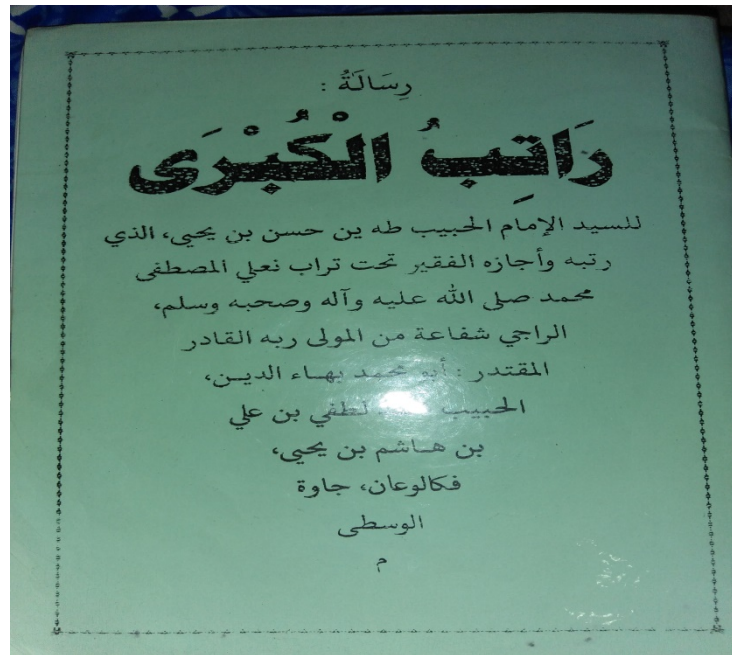 رِسَالَةُ :
رَاتِبُ الْكُبْرَى
للسيد الإمام الحبيب طه بن حسن بن يحيى، الذي
رتبه وأجازه الفقير تحت تراب نعلي المصطفى
محمد صلى الله عليه وآله وصحبه وسلم،
الراجي شفاعة من المولى ربه القادر
المقتدر : أبو محمد بهاء الدين،
الحبيب لطفي بن علي
بن هاشم بن يحيى،
فكالوعان، جاوة
الوسطى
م